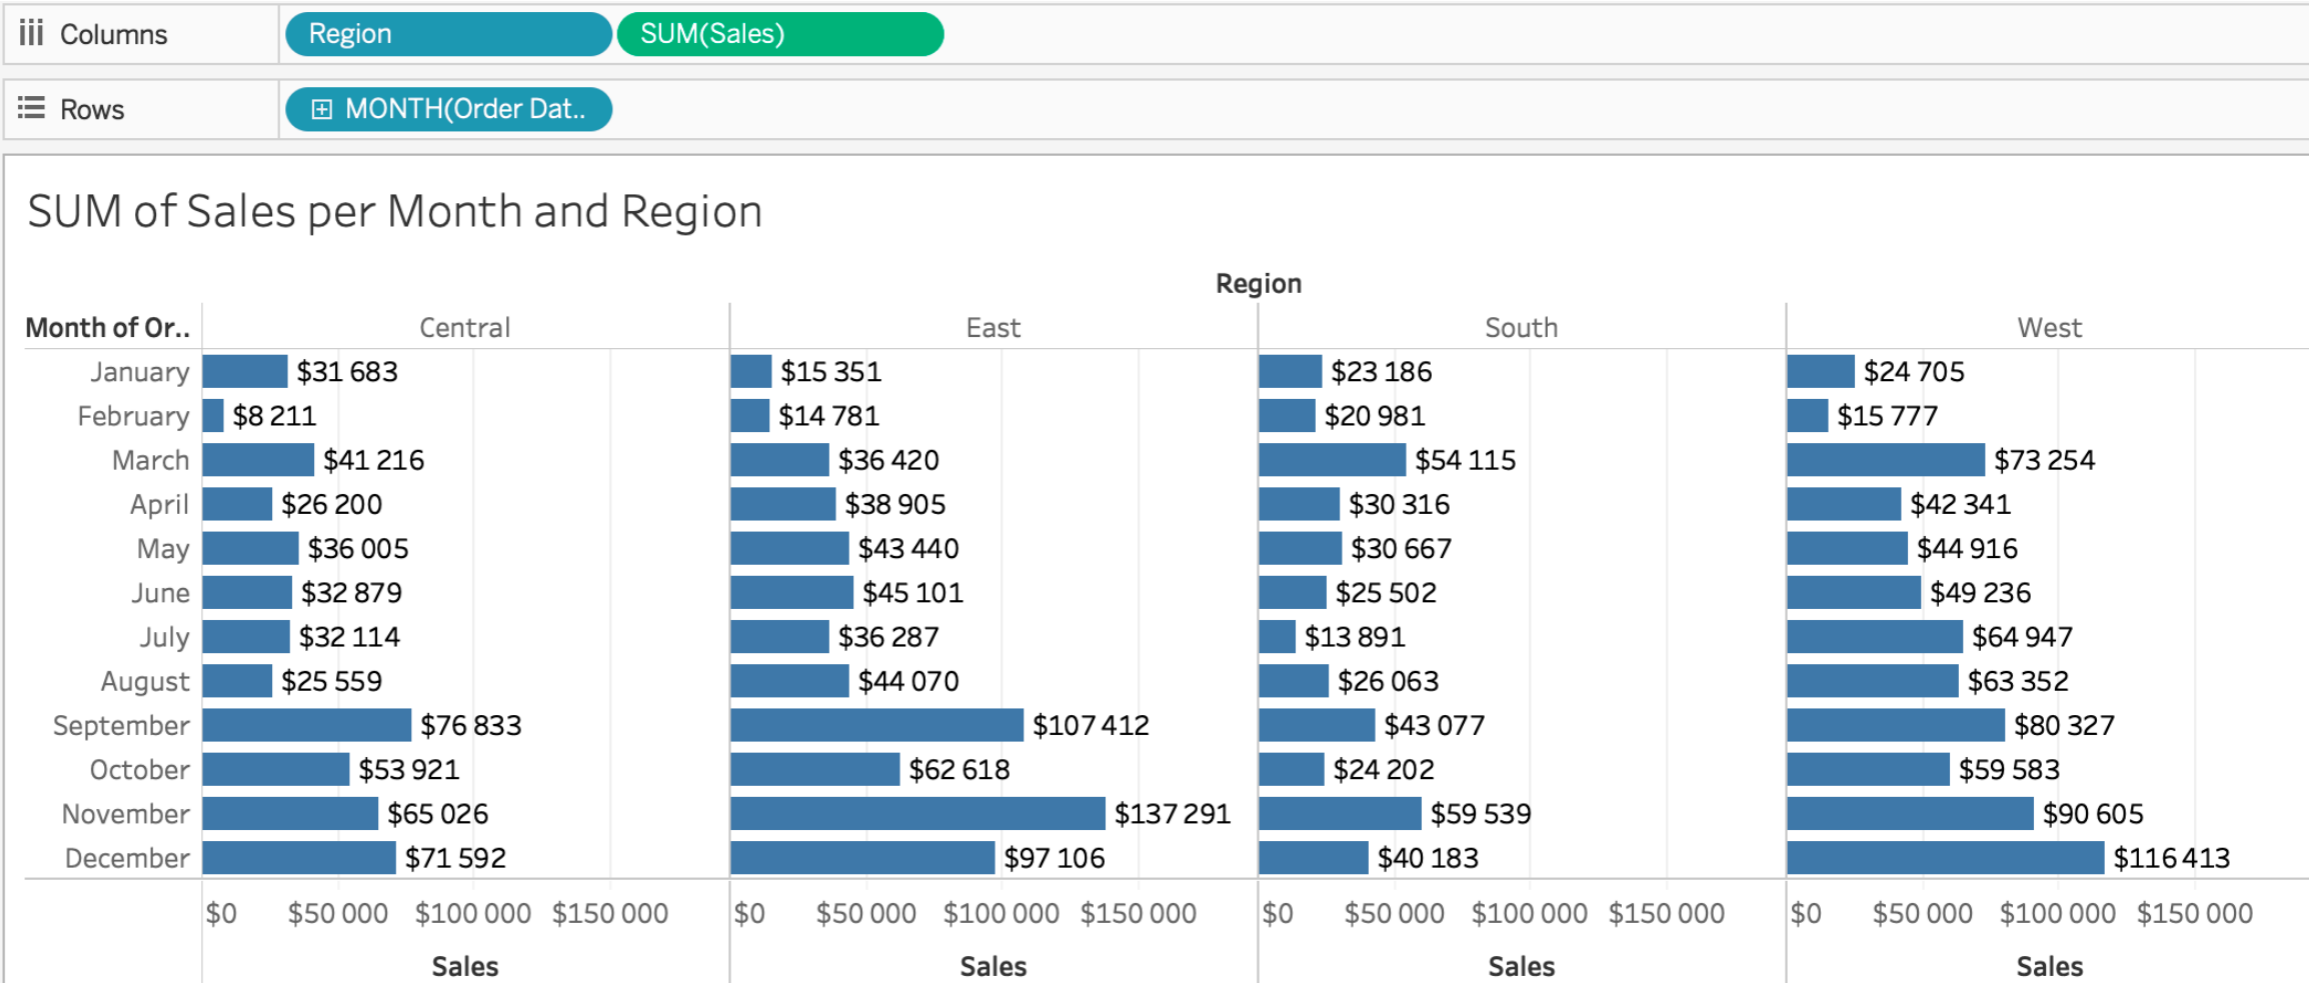 Columns Region SUM(Sales)
Rows MONTH(Order Dat..
SUM of Sales per Month and Region
Region
Month of Or.. Central East South West
January $31 683 $15 351 $23 186 $24 705
February $8 211 $14 781 $20 981 $15 777
March $41 216 $36 420 $54 115 $73 254
April $26 200 $38 905 $30 316 $42 341
May $36 005 $43 440 $30 667 $44 916
June $32 879 $45 101 $25 502 $49 236
July $32 114 $36 287 $13 891 $64 947
August $25 559 $44 070 $26 063 $63 352
September $76 833 $107 412 $43 077 $80 327
October $53 921 $62 618 $24 202 $59 583
November $65 026 $137 291 $59 539 $90 605
December $71 592 $97 106 $40 183 $116 413
$0 $50 000 $100 000 $150 000 $0 $50 000 $100 000 $150 000 $0 $50 000 $100 000 $150 000 $0 $50 000 $100 000 $150 000
Sales Sales Sales Sales